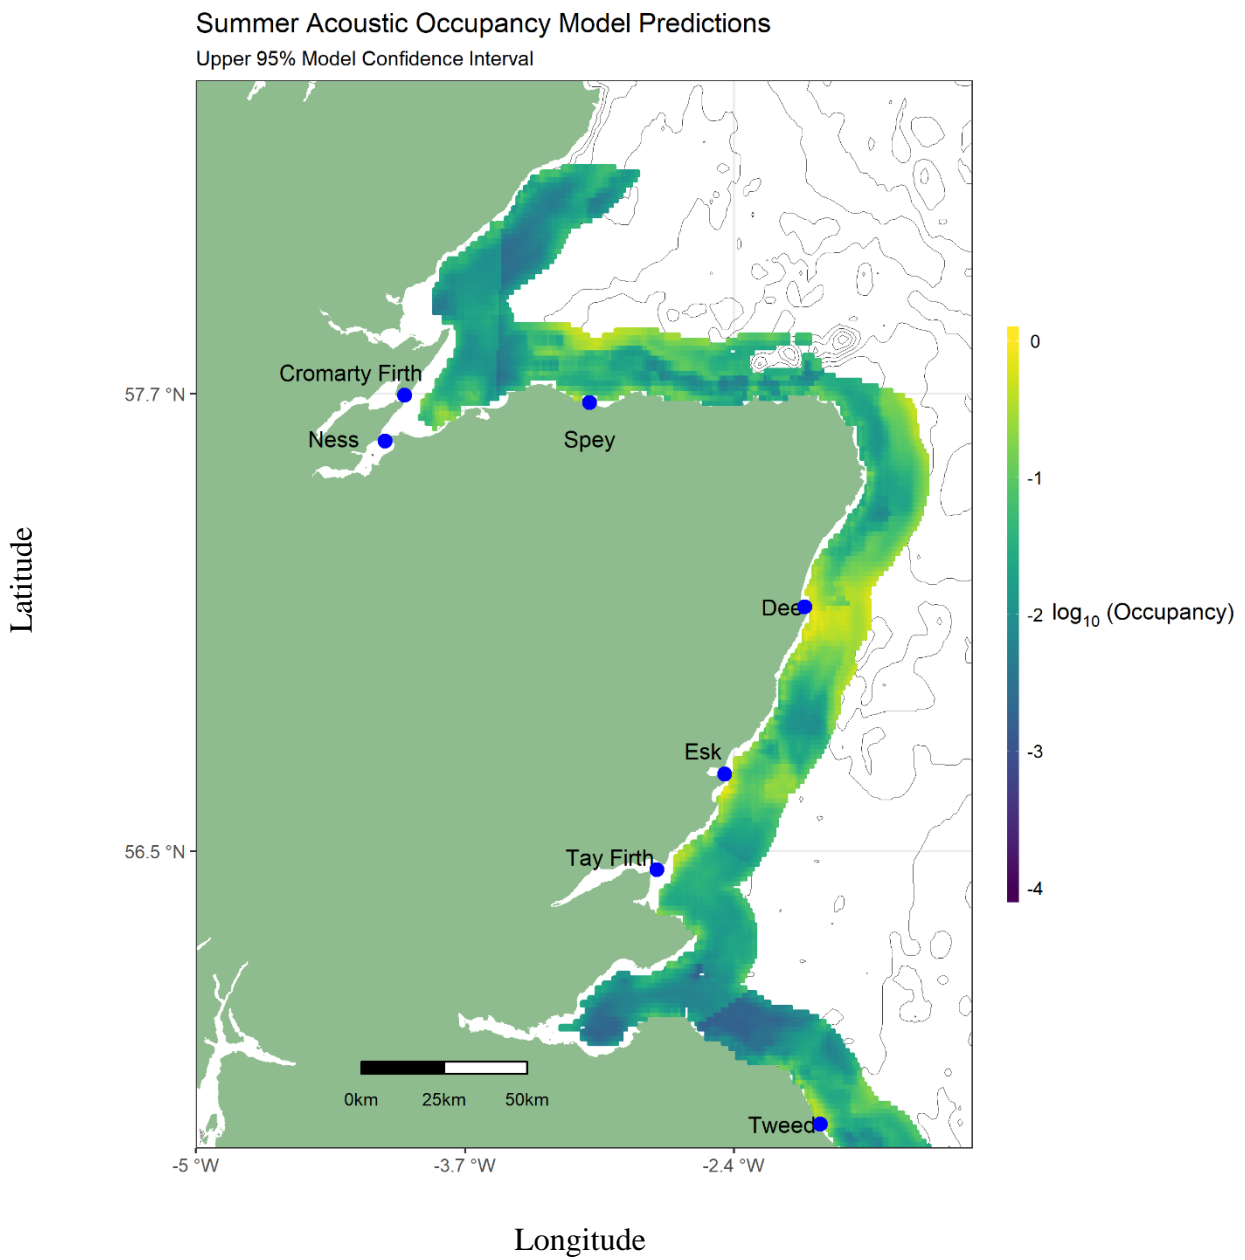 Summer Acoustic Occupancy Model Predictions
Upper 95% Model Confidence Interval
Cromarty Firth
57.7 °N
Ness
Spey
Dee
Esk
56.5 °N
Tay Firth
Tweed
0km 25km 50km
-5 °W -3.7 °W -2.4 °W
Longitude
Latitude
0
-1
-2
-3
-4
log10 (Occupancy)